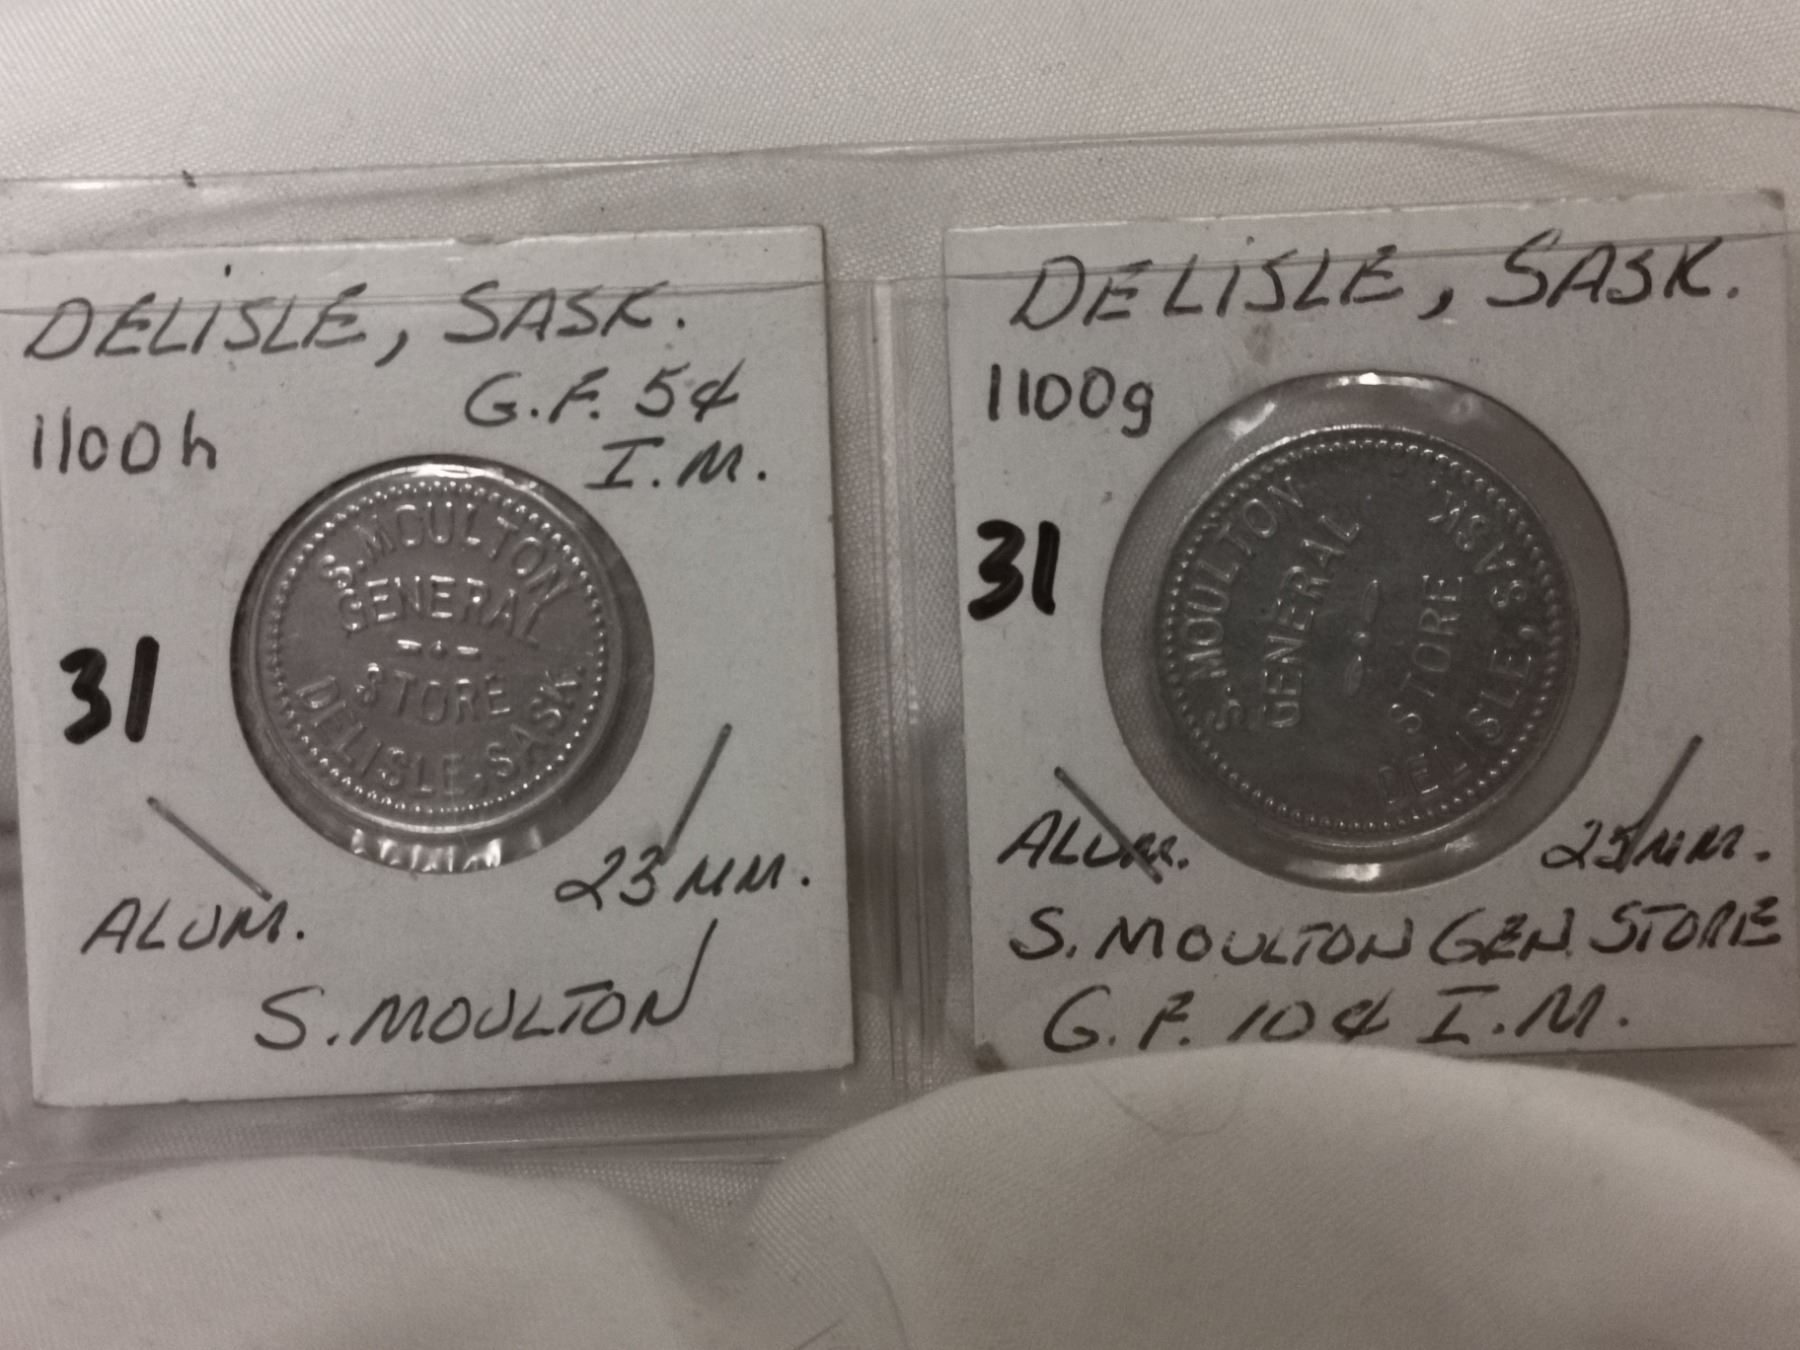 DELISLE, SASK.
1100h
G.F. 5¢
I.M.
31
S. MOULTON
GENERAL
STORE
DELISLE, SASK.
ALUM.
23 MM.
S. MOULTON
DELISLE, SASK.
1100g
31
S. MOULTON
GENERAL
STORE
DELISLE, SASK.
ALUM.
MM.
S. MOULTON GEN. STORE
G.F. 10¢ I.M.